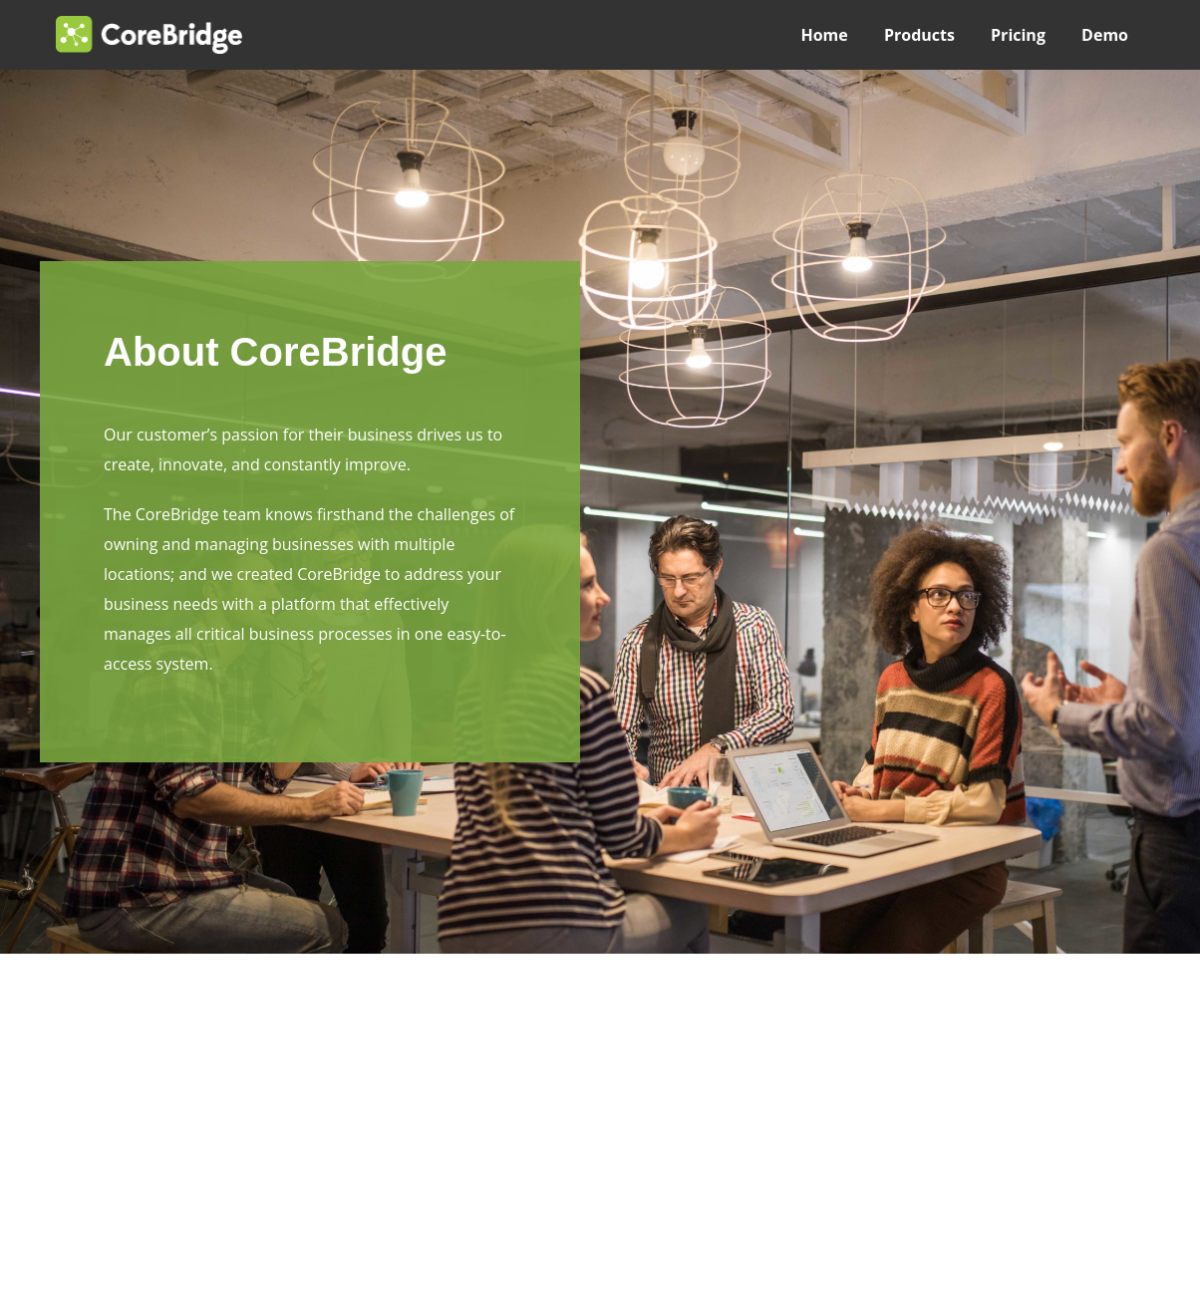 CoreBridge
Home Products Pricing Demo
About CoreBridge
Our customer’s passion for their business drives us to
create, innovate, and constantly improve.
The CoreBridge team knows firsthand the challenges of
owning and managing businesses with multiple
locations; and we created CoreBridge to address your
business needs with a platform that effectively
manages all critical business processes in one easy-to-
access system.